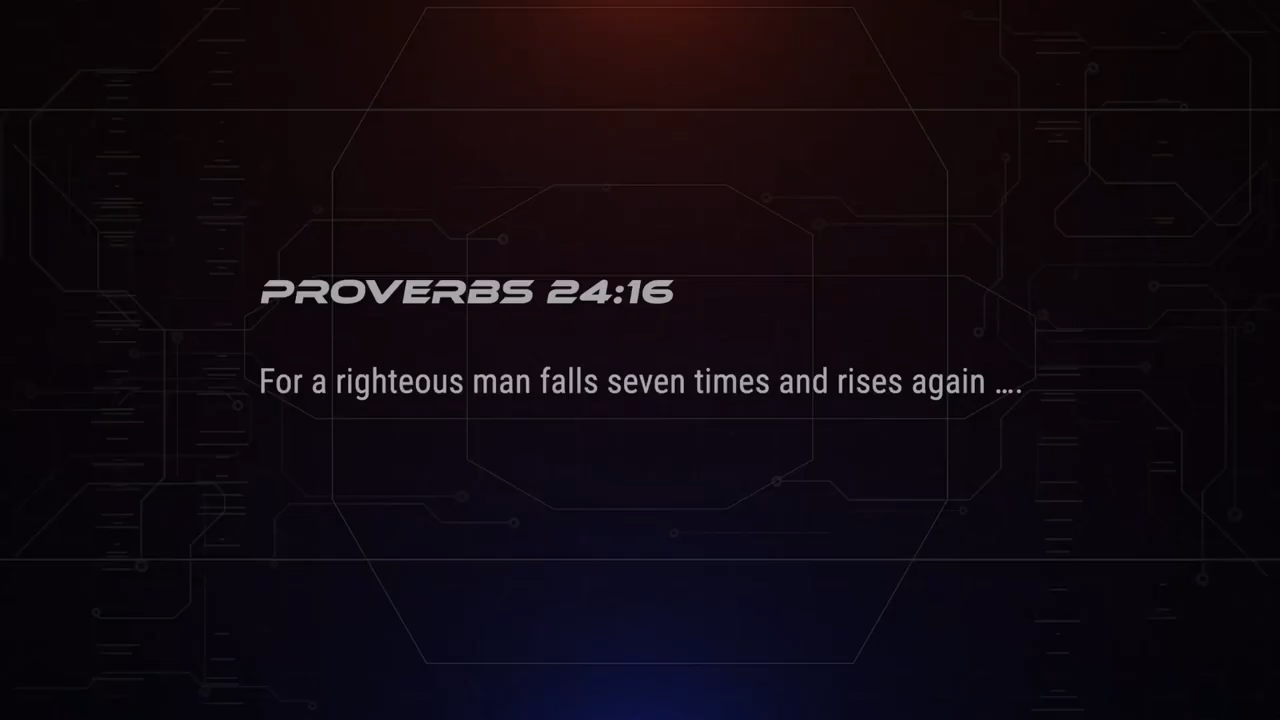 PROVERBS 24:16
For a righteous man falls seven times and rises again ….